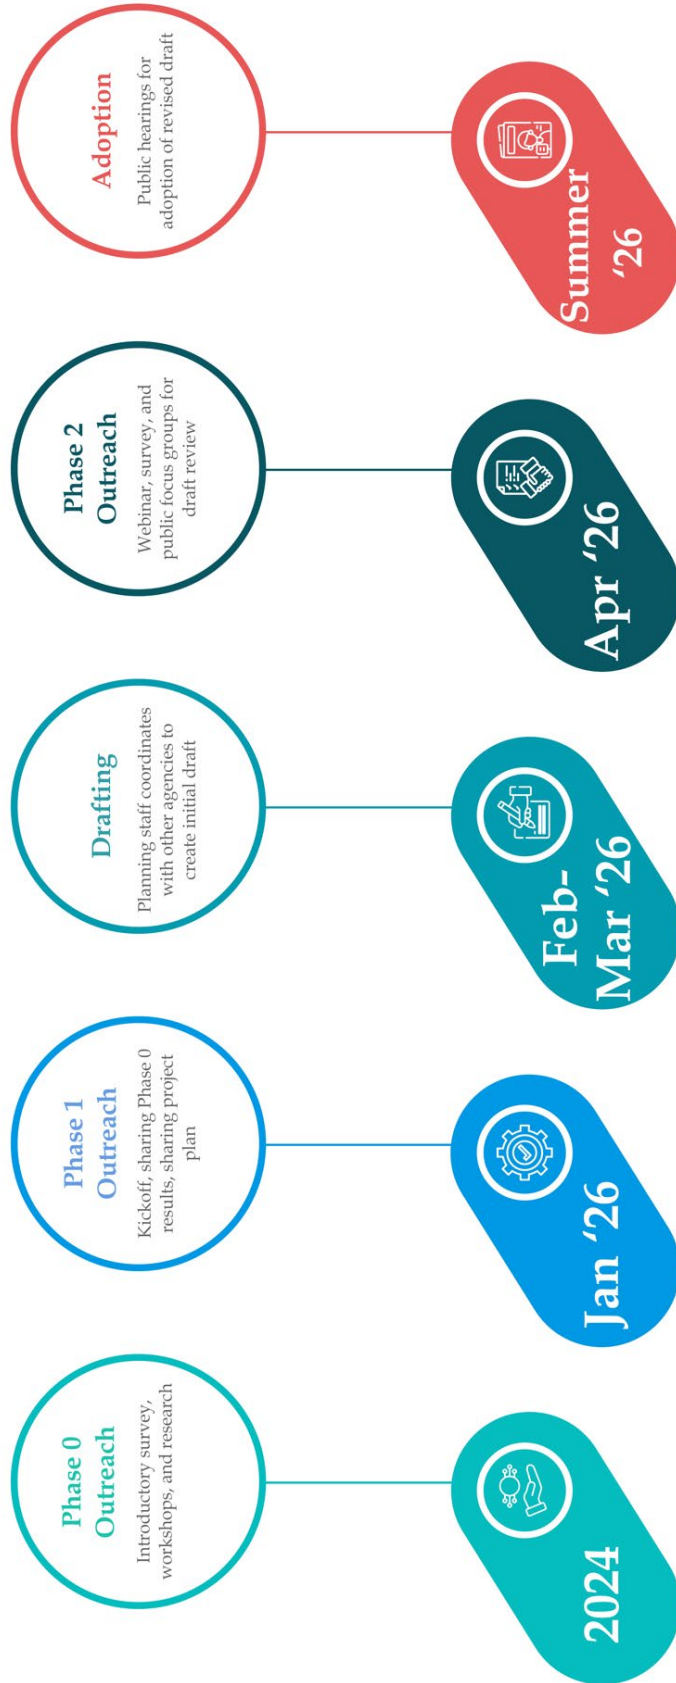 Phase 0
Outreach
Introductory survey,
workshops, and research
2024
Phase 1
Outreach
Kickoff, sharing Phase 0
results, sharing project
plan
Jan ‘26
Drafting
Planning staff coordinates
with other agencies to
create initial draft
Feb-
Mar ‘26
Phase 2
Outreach
Webinar, survey, and
public focus groups for
draft review
Apr ‘26
Adoption
Public hearings for
adoption of revised draft
Summer
‘26